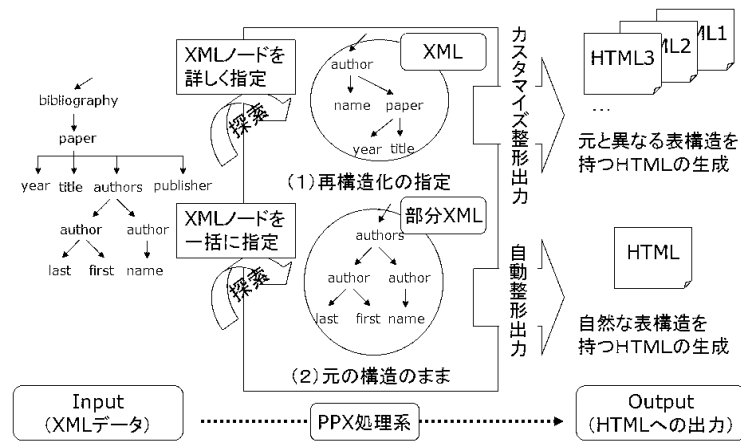 bibliography
paper
year title authors publisher
author author
last first name
XMLノードを
詳しく指定
探索
XML
author
name paper
year title
(1)再構造化の指定
カスタマイズ整形出力
HTML3
ML2
ML1
…
元と異なる表構造を
持つHTMLの生成
XMLノードを
一括に指定
探索
部分XML
authors
author author
last first name
(2)元の構造のまま
自動整形出力
HTML
自然な表構造を
持つHTMLの生成
Input
(XMLデータ)
PPX処理系
Output
(HTMLへの出力)